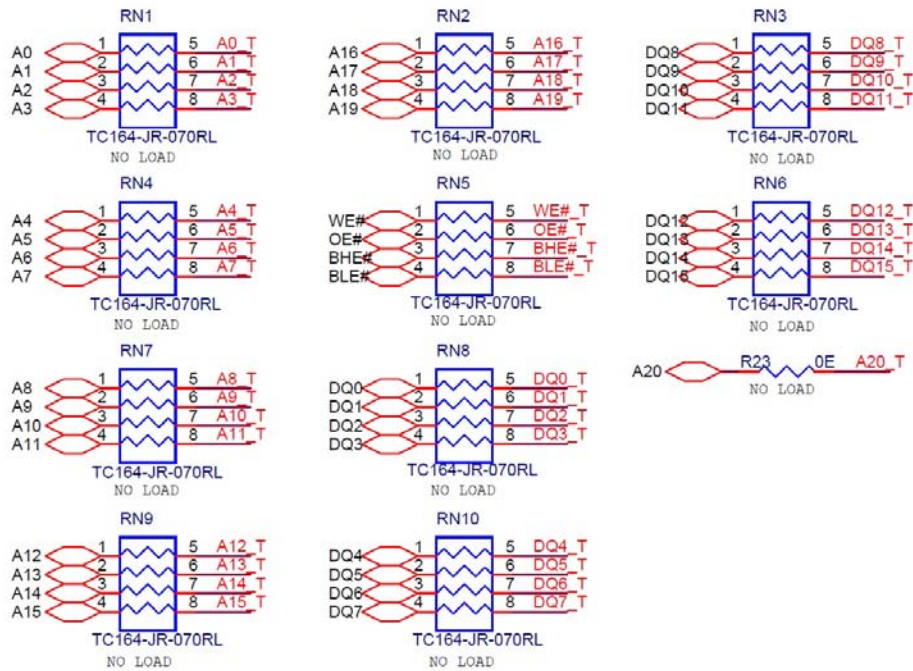 RN1
A0 1 5 A0_T
A1 2 6 A1_T
A2 3 7 A2_T
A3 4 8 A3_T
TC164-JR-070RL
NO LOAD
RN2
A16 1 5 A16_T
A17 2 6 A17_T
A18 3 7 A18_T
A19 4 8 A19_T
TC164-JR-070RL
NO LOAD
RN3
DQ8 1 5 DQ8_T
DQ9 2 6 DQ9_T
DQ10 3 7 DQ10_T
DQ11 4 8 DQ11_T
TC164-JR-070RL
NO LOAD
RN4
A4 1 5 A4_T
A5 2 6 A5_T
A6 3 7 A6_T
A7 4 8 A7_T
TC164-JR-070RL
NO LOAD
RN5
WE# 1 5 WE#_T
OE# 2 6 OE#_T
BHE# 3 7 BHE#_T
BLE# 4 8 BLE#_T
TC164-JR-070RL
NO LOAD
RN6
DQ12 1 5 DQ12_T
DQ13 2 6 DQ13_T
DQ14 3 7 DQ14_T
DQ15 4 8 DQ15_T
TC164-JR-070RL
NO LOAD
RN7
A8 1 5 A8_T
A9 2 6 A9_T
A10 3 7 A10_T
A11 4 8 A11_T
TC164-JR-070RL
NO LOAD
RN8
DQ0 1 5 DQ0_T
DQ1 2 6 DQ1_T
DQ2 3 7 DQ2_T
DQ3 4 8 DQ3_T
TC164-JR-070RL
NO LOAD
A20 R23 0E A20_T
NO LOAD
RN9
A12 1 5 A12_T
A13 2 6 A13_T
A14 3 7 A14_T
A15 4 8 A15_T
TC164-JR-070RL
NO LOAD
RN10
DQ4 1 5 DQ4_T
DQ5 2 6 DQ5_T
DQ6 3 7 DQ6_T
DQ7 4 8 DQ7_T
TC164-JR-070RL
NO LOAD